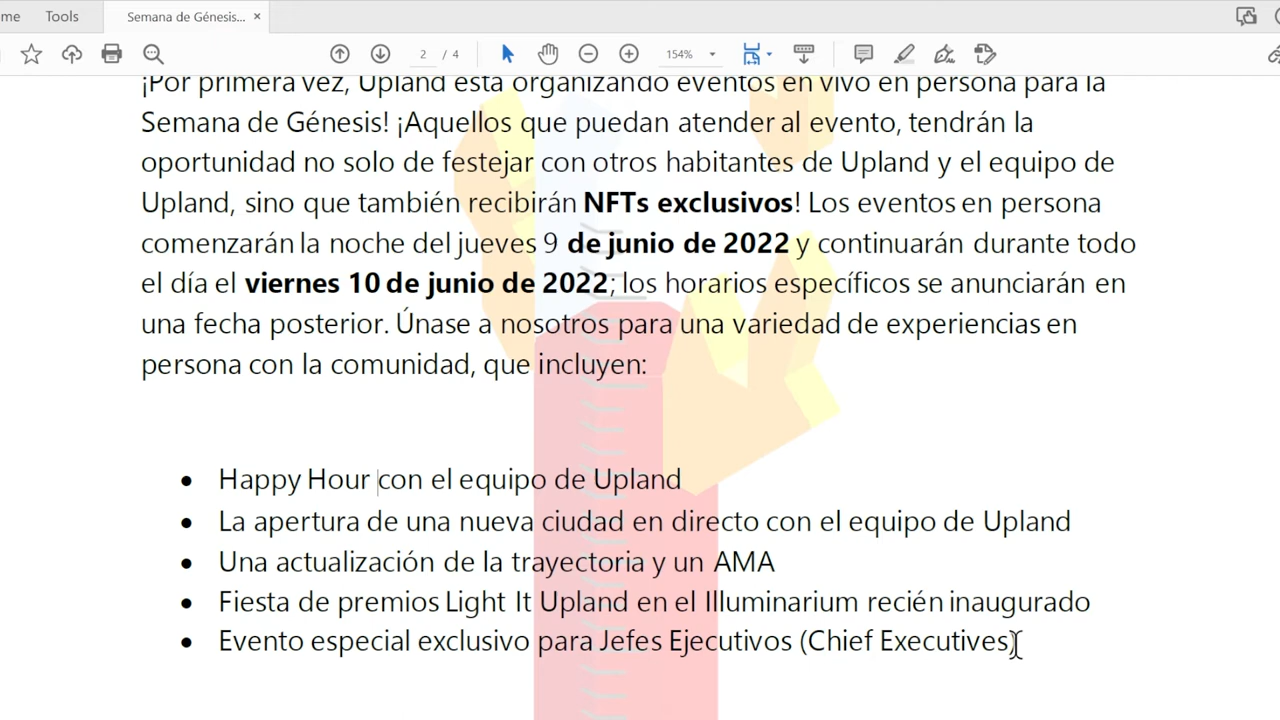 me Tools Semana de Génesis... ×
2 / 4 154%
¡Por primera vez, Upland esta organizando eventos en vivo en persona para la
Semana de Génesis! ¡Aquellos que puedan atender al evento, tendrán la
oportunidad no solo de festejar con otros habitantes de Upland y el equipo de
Upland, sino que también recibirán NFTs exclusivos! Los eventos en persona
comenzarán la noche del jueves 9 de junio de 2022 y continuarán durante todo
el día el viernes 10 de junio de 2022; los horarios específicos se anunciarán en
una fecha posterior. Únase a nosotros para una variedad de experiencias en
persona con la comunidad, que incluyen:
• Happy Hour con el equipo de Upland
• La apertura de una nueva ciudad en directo con el equipo de Upland
• Una actualización de la trayectoria y un AMA
• Fiesta de premios Light It Upland en el Illuminarium recién inaugurado
• Evento especial exclusivo para Jefes Ejecutivos (Chief Executives)